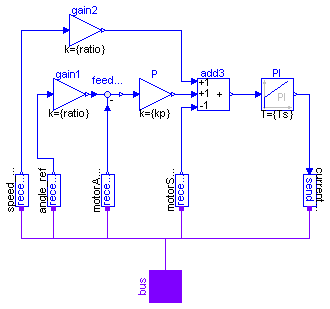 gain2
k={ratio}
gain1
feed...
P
add3
PI
+1
+1
-1
+
PI
k={ratio}
-
k={kp}
T={Ts}
speed_...
rece...
angle_ref
rece...
motorA...
rece...
motorS...
rece...
current...
send...
bus